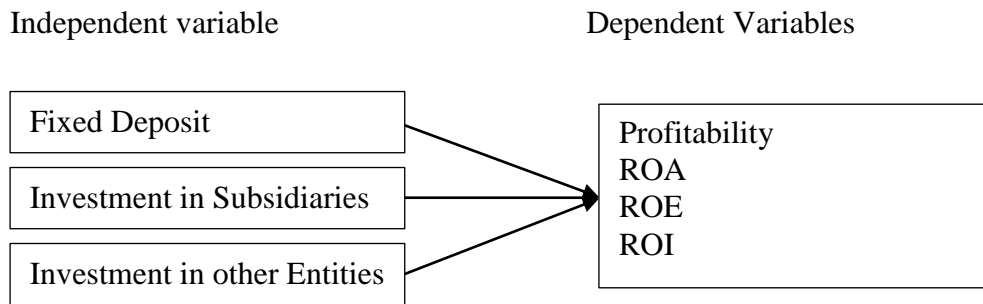 Independent variable
Dependent Variables
Fixed Deposit
Investment in Subsidiaries
Investment in other Entities
Profitability
ROA
ROE
ROI